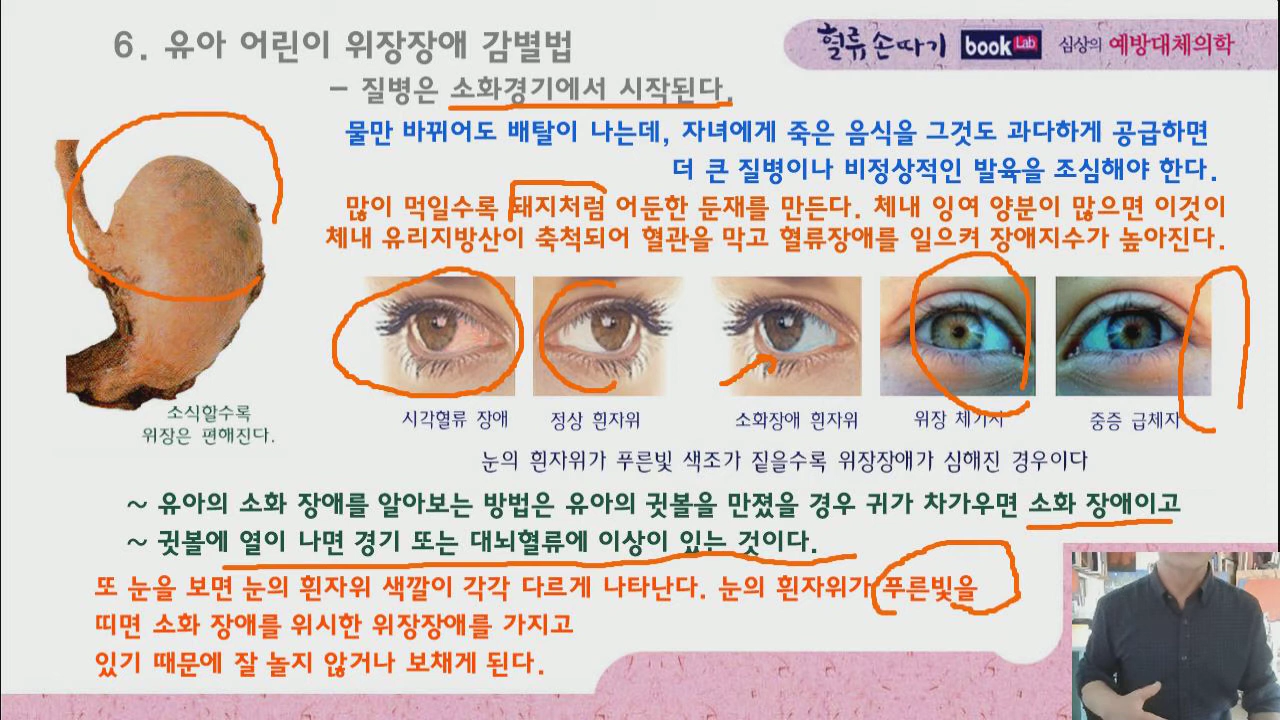 6. 유아 어린이 위장장애 감별법
혈류 손따기 book Lab 심상의 예방대체의학
- 질병은 소화경기에서 시작된다.
물만 바뀌어도 배탈이 나는데, 자녀에게 죽은 음식을 그것도 과다하게 공급하면
더 큰 질병이나 비정상적인 발육을 조심해야 한다.
많이 먹일수록 돼지처럼 어둔한 둔재를 만든다. 체내 잉여 양분이 많으면 이것이
체내 유리지방산이 축척되어 혈관을 막고 혈류장애를 일으켜 장애지수가 높아진다.
소식할수록
위장은 편해진다.
시각혈류 장애 정상 흰자위 소화장애 흰자위 위장 체기자 중증 급체자
눈의 흰자위가 푸른빛 색조가 짙을수록 위장장애가 심해진 경우이다
~ 유아의 소화 장애를 알아보는 방법은 유아의 귓볼을 만졌을 경우 귀가 차가우면 소화 장애이고
~ 귓볼에 열이 나면 경기 또는 대뇌혈류에 이상이 있는 것이다.
또 눈을 보면 눈의 흰자위 색깔이 각각 다르게 나타난다. 눈의 흰자위가 푸른빛을
띠면 소화 장애를 위시한 위장장애를 가지고
있기 때문에 잘 놀지 않거나 보채게 된다.